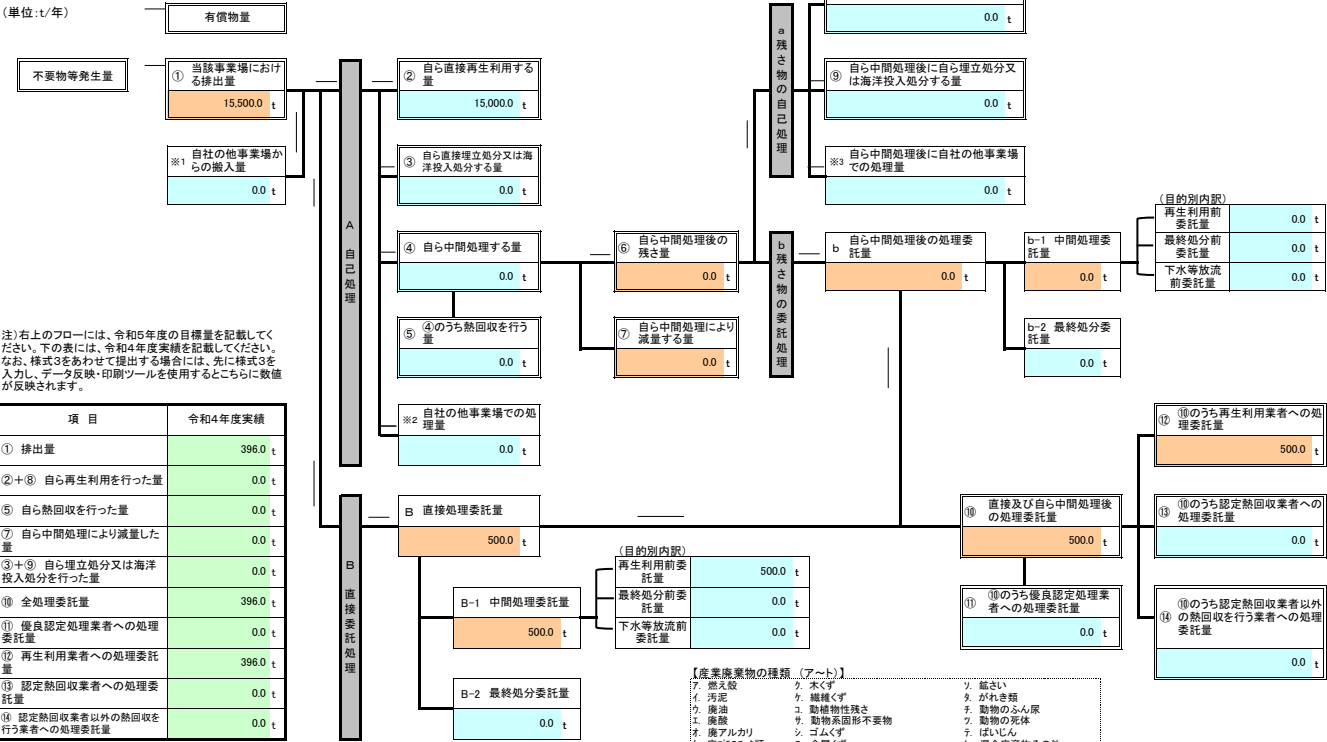 (単位:t/年)
有償物量
不要物等発生量
① 当該事業場におけ
る排出量
15,500.0 t
※1 自社の他事業場か
らの搬入量
0.0 t
A 自己処理
② 自ら直接再生利用する
量
15,000.0 t
③ 自ら直接埋立処分又は海
洋投入処分する量
0.0 t
④ 自ら中間処理する量
0.0 t
⑤ ④のうち熱回収を行う
量
0.0 t
※2 自社の他事業場での処
理量
0.0 t
⑥ 自ら中間処理後の
残さ量
0.0 t
⑦ 自ら中間処理により
減量する量
0.0 t
a 残さ物の自己処理
0.0 t
⑨ 自ら中間処理後に自ら埋立処分又
は海洋投入処分する量
0.0 t
※3 自ら中間処理後に自社の他事業場
での処理量
0.0 t
b 残さ物の委託処理
b 自ら中間処理後の処理委
託量
0.0 t
b-1 中間処理委
託量
0.0 t
b-2 最終処分委
託量
0.0 t
(目的別内訳)
再生利用前
委託量 0.0 t
最終処分前
委託量 0.0 t
下水等放流
前委託量 0.0 t
注)右上のフローには、令和5年度の目標量を記載してく
ださい。下の表には、令和4年度実績を記載してください。
なお、様式3をあわせて提出する場合には、先に様式3を
入力し、データ反映・印刷ツールを使用するとこちらに数値
が反映されます。
項 目 令和4年度実績
① 排出量 396.0 t
②+⑧ 自ら再生利用を行った量 0.0 t
⑤ 自ら熱回収を行った量 0.0 t
⑦ 自ら中間処理により減量した
量 0.0 t
③+⑨ 自ら埋立処分又は海洋
投入処分を行った量 0.0 t
⑩ 全処理委託量 396.0 t
⑪ 優良認定処理業者への処理
委託量 0.0 t
⑫ 再生利用業者への処理委託
量 396.0 t
⑬ 認定熱回収業者への処理委
託量 0.0 t
⑭ 認定熱回収業者以外の熱回収を
行う業者への処理委託量 0.0 t
B 直接委託処理
B 直接処理委託量
500.0 t
B-1 中間処理委託量
500.0 t
B-2 最終処分委託量
0.0 t
(目的別内訳)
再生利用前委
託量 500.0 t
最終処分前委
託量 0.0 t
下水等放流前
委託量 0.0 t
⑩ 直接及び自ら中間処理後
の処理委託量
500.0 t
⑪ ⑩のうち優良認定処理業
者への処理委託量
0.0 t
⑫ ⑩のうち再生利用業者への処
理委託量
500.0 t
⑬ ⑩のうち認定熱回収業者への
処理委託量
0.0 t
⑭ ⑩のうち認定熱回収業者以外
の熱回収を行う業者への処理
委託量
0.0 t
【産業廃棄物の種類 (ア~ト)】
ア. 燃え殻 ク. 木くず ソ. 鉱さい
イ. 汚泥 ケ. 繊維くず タ. がれき類
ウ. 廃油 コ. 動植物性残さ チ. 動物のふん尿
エ. 廃酸 サ. 動物系固形不要物 ツ. 動物の死体
オ. 廃アルカリ シ. ゴムくず テ. ばいじん